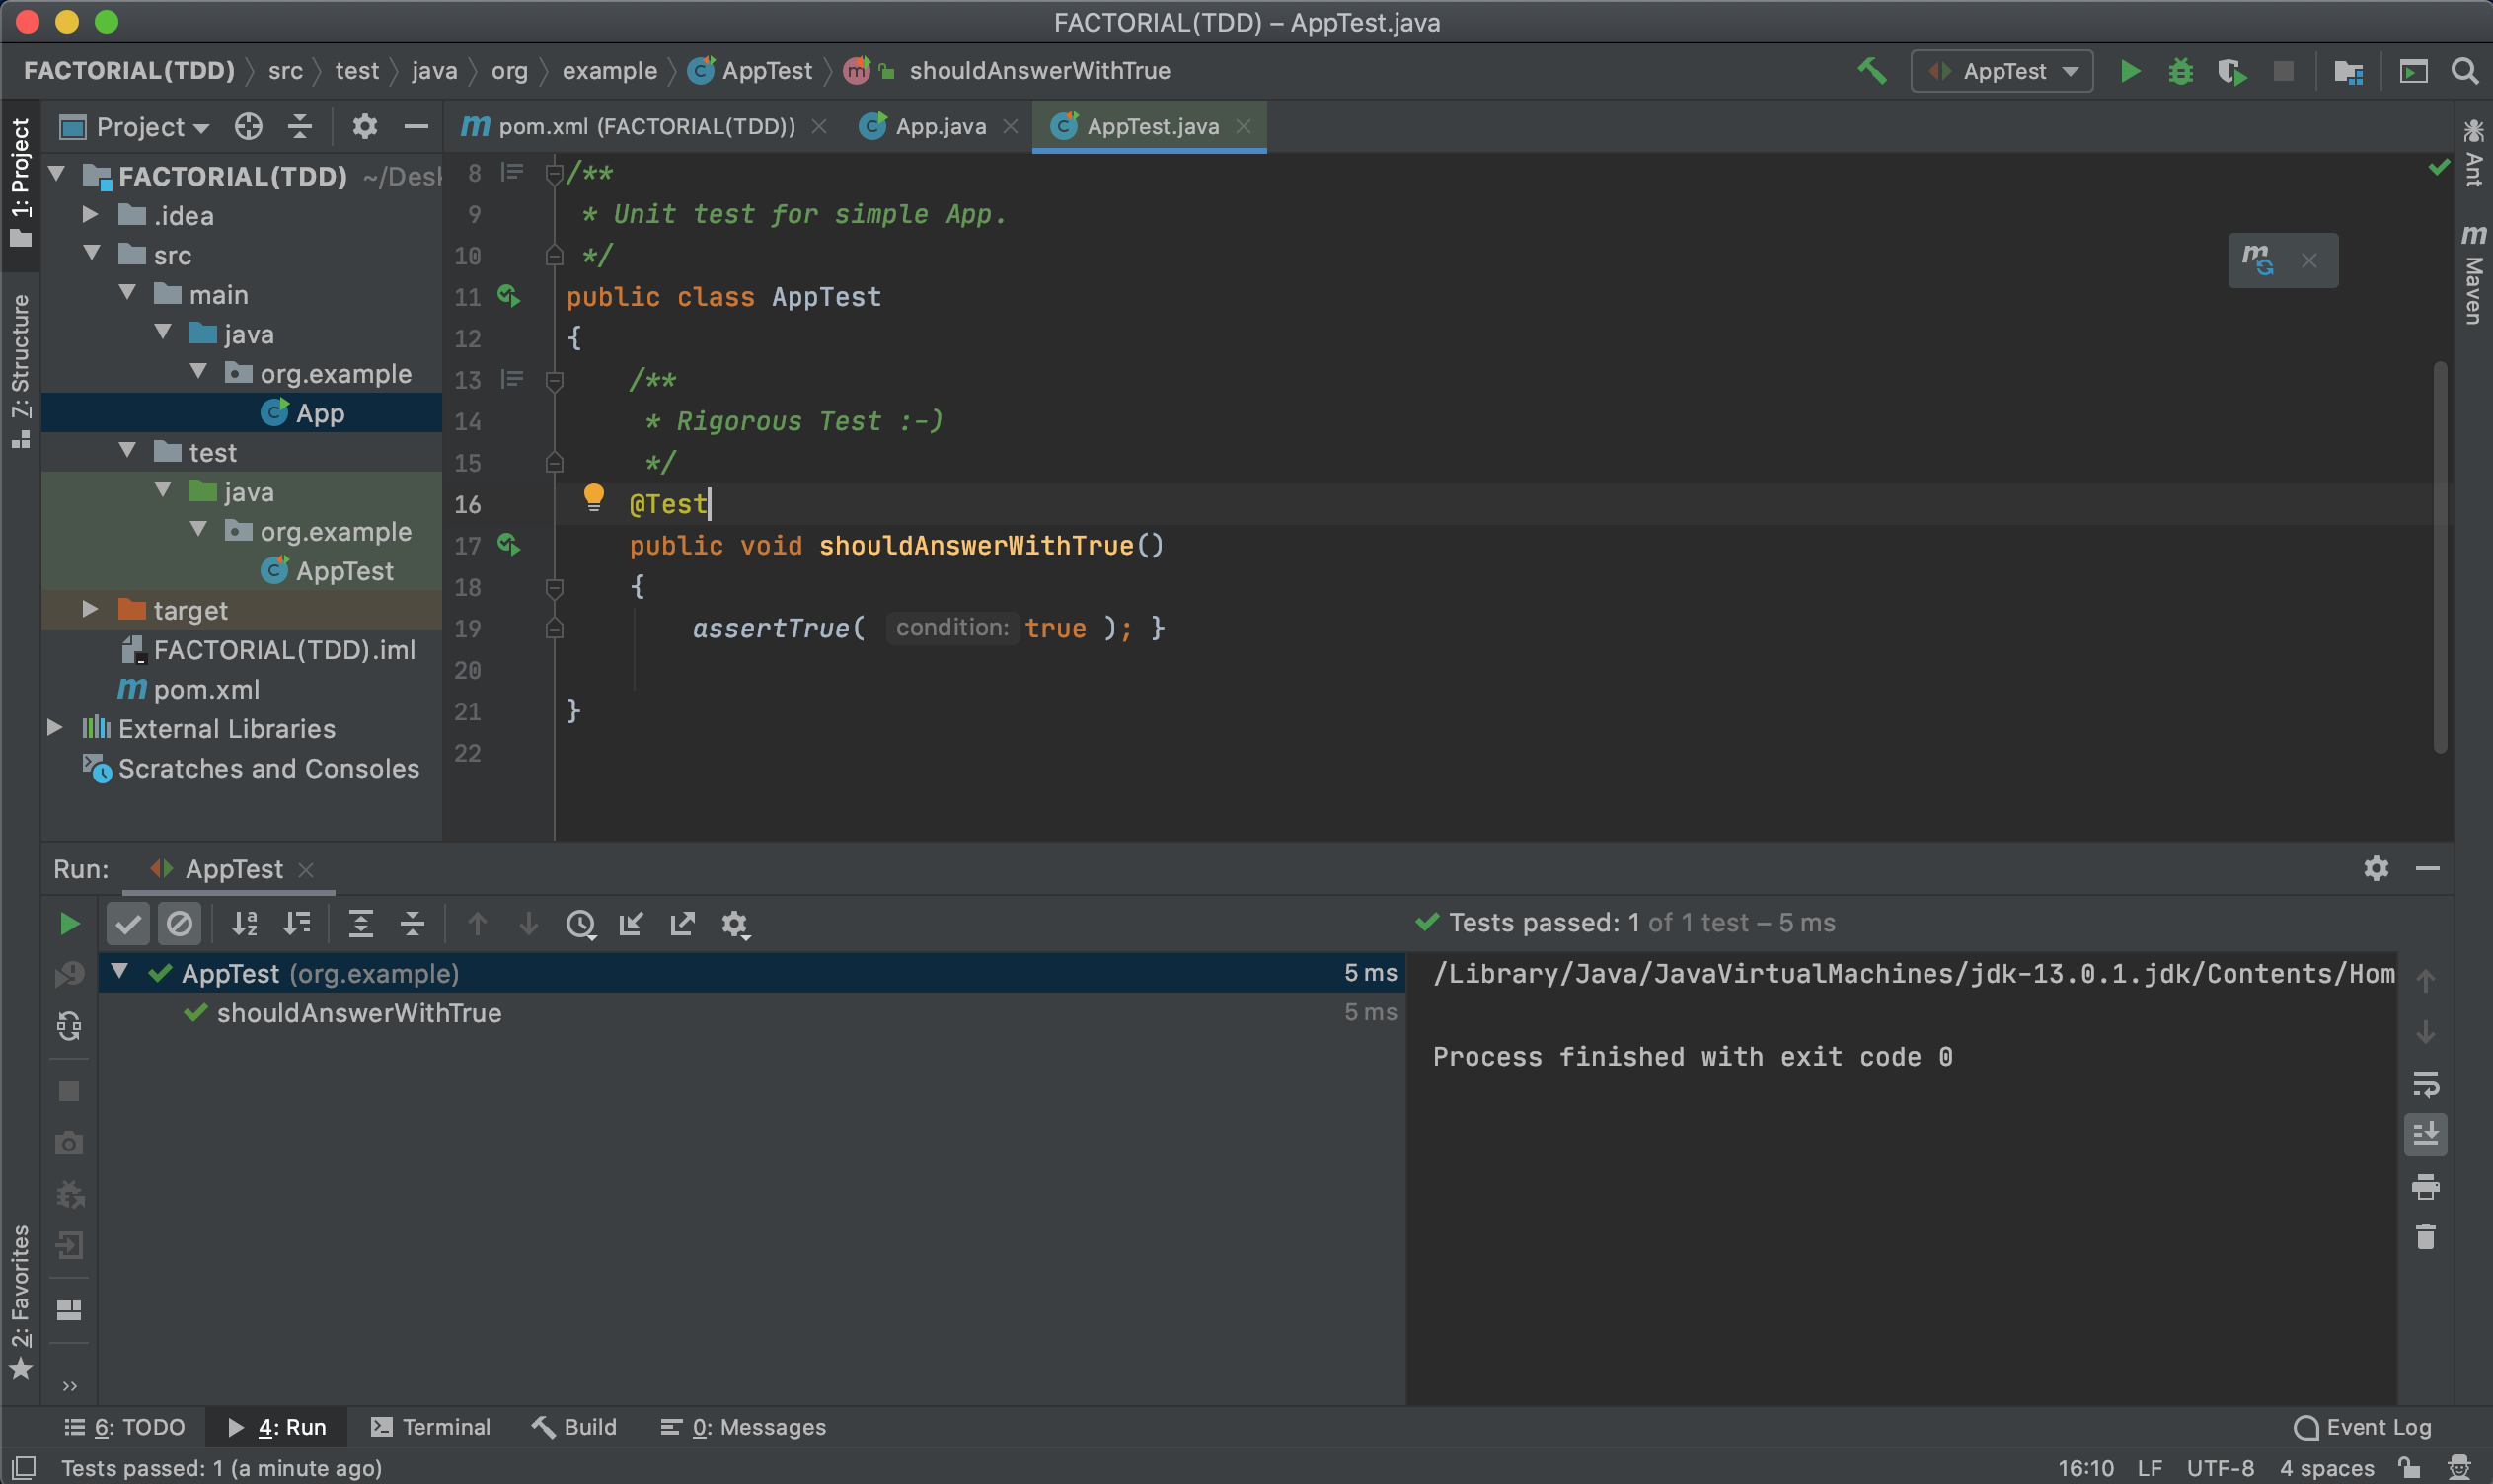 FACTORIAL(TDD) – AppTest.java
FACTORIAL(TDD) src test java org example AppTest shouldAnswerWithTrue
AppTest
1: Project
7: Structure
2: Favorites
Project
FACTORIAL(TDD) ~/Desk
.idea
src
main
java
org.example
App
test
java
org.example
AppTest
target
FACTORIAL(TDD).iml
pom.xml
External Libraries
Scratches and Consoles
pom.xml (FACTORIAL(TDD)) App.java AppTest.java
8 /**
9 * Unit test for simple App.
10 */
11 public class AppTest
12 {
13 /**
14 * Rigorous Test :-)
15 */
16 @Test
17 public void shouldAnswerWithTrue()
18 {
19 assertTrue( condition: true ); }
20
21 }
22
Ant
Maven
Run: AppTest
Tests passed: 1 of 1 test – 5 ms
AppTest (org.example) 5 ms
shouldAnswerWithTrue 5 ms
/Library/Java/JavaVirtualMachines/jdk-13.0.1.jdk/Contents/Hom
Process finished with exit code 0
6: TODO 4: Run Terminal Build 0: Messages Event Log
Tests passed: 1 (a minute ago) 16:10 LF UTF-8 4 spaces